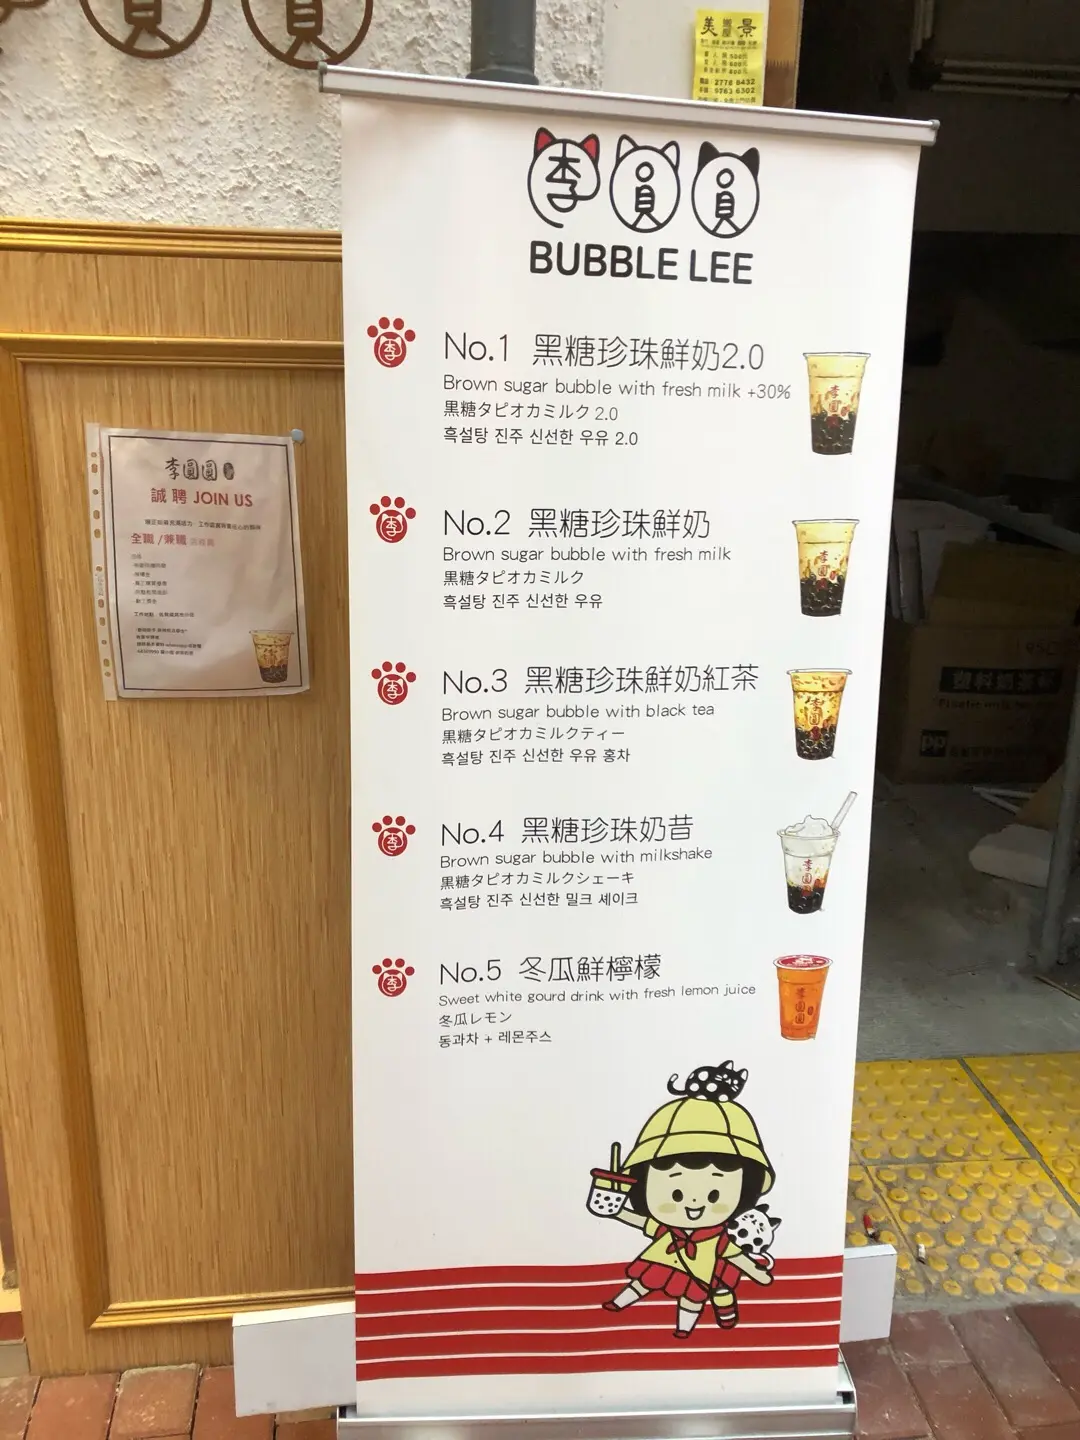 美 景
2778 6432
9763 6302
李圓圓
BUBBLE LEE
No.1 黑糖珍珠鮮奶2.0
Brown sugar bubble with fresh milk +30%
黒糖タピオカミルク 2.0
흑설탕 진주 신선한 우유 2.0
No.2 黑糖珍珠鮮奶
Brown sugar bubble with fresh milk
黒糖タピオカミルク
흑설탕 진주 신선한 우유
No.3 黑糖珍珠鮮奶紅茶
Brown sugar bubble with black tea
黒糖タピオカミルクティー
흑설탕 진주 신선한 우유 홍차
No.4 黑糖珍珠奶昔
Brown sugar bubble with milkshake
黒糖タピオカミルクシェーキ
흑설탕 진주 신선한 밀크 셰이크
No.5 冬瓜鮮檸檬
Sweet white gourd drink with fresh lemon juice
冬瓜レモン
동과차 + 레몬주스
李圓圓
誠聘 JOIN US
全職 /兼職